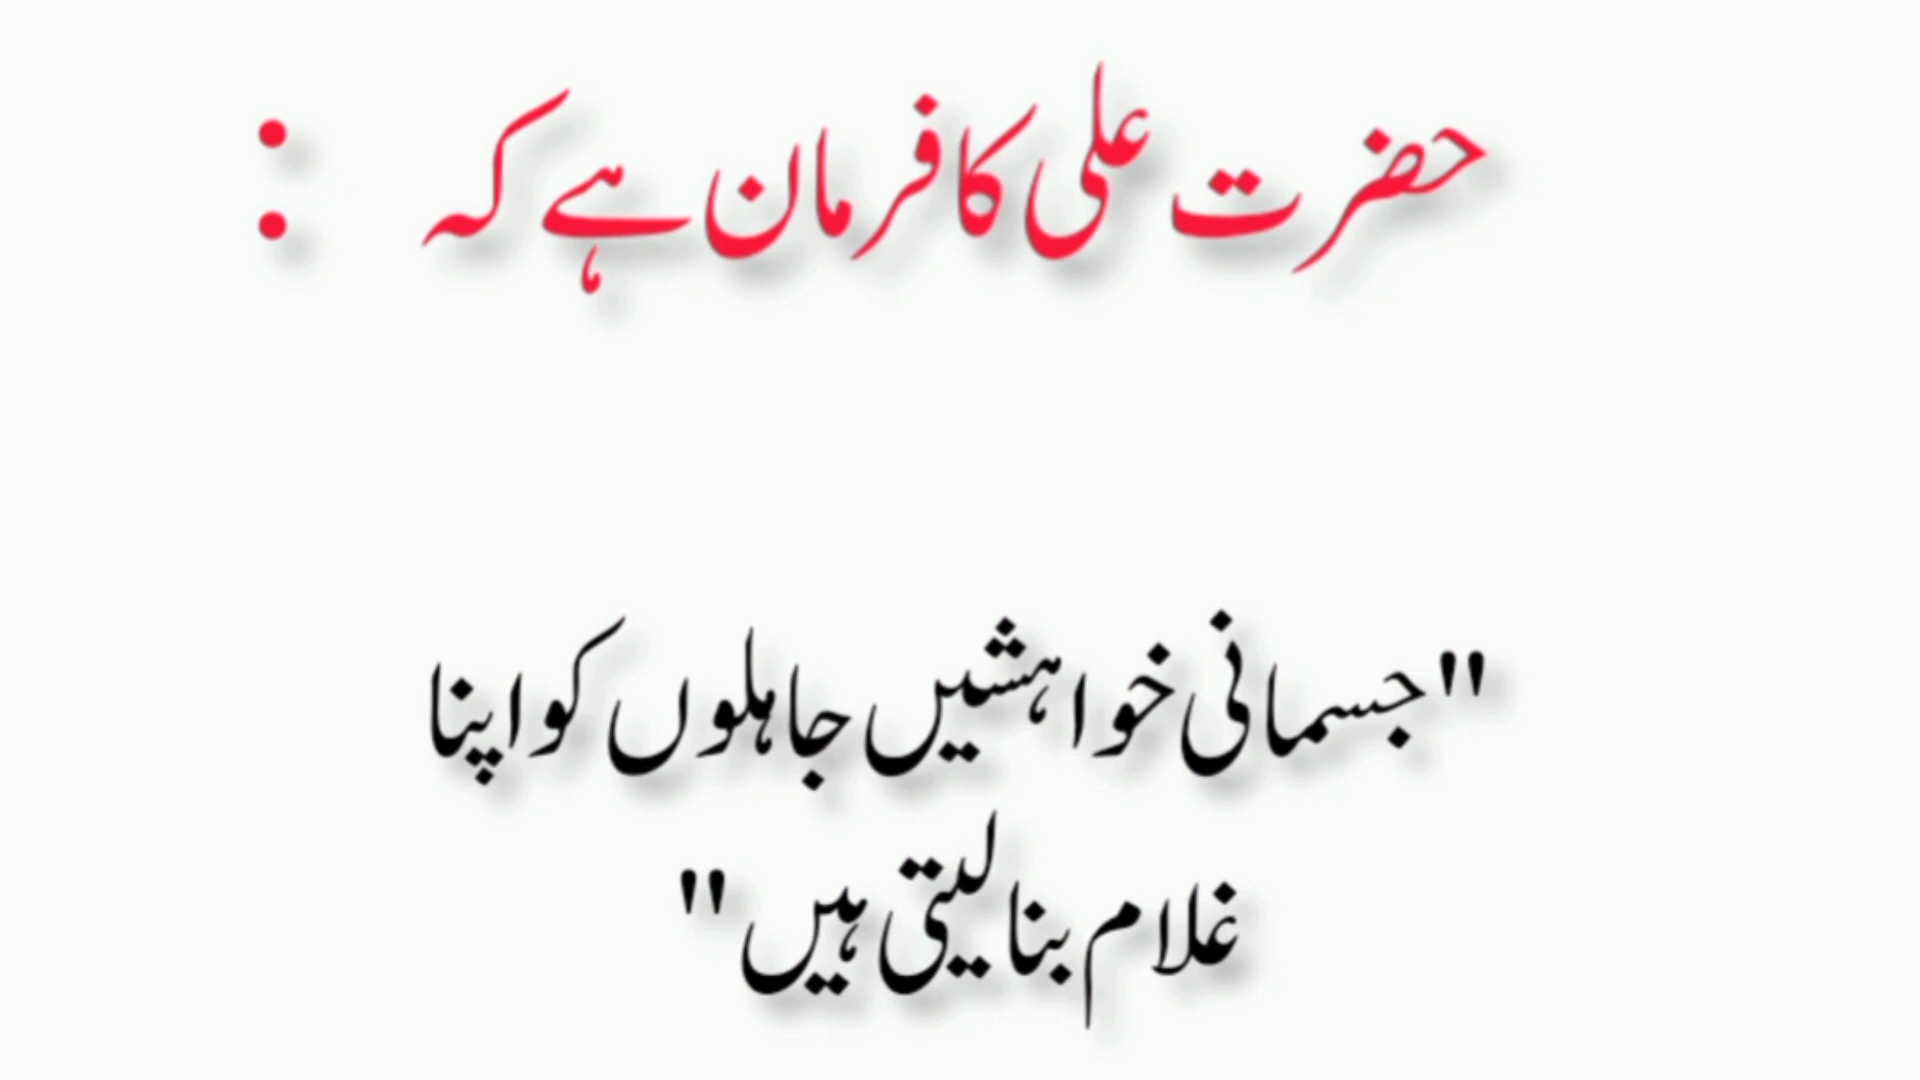 حضرت علی کا فرمان ہے کہ :
"جسمانی خواہشیں جاہلوں کو اپنا
غلام بنا لیتی ہیں"